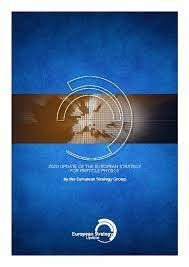 2020 UPDATE OF THE EUROPEAN STRATEGY
FOR PARTICLE PHYSICS
by the European Strategy Group
European Strategy
Update